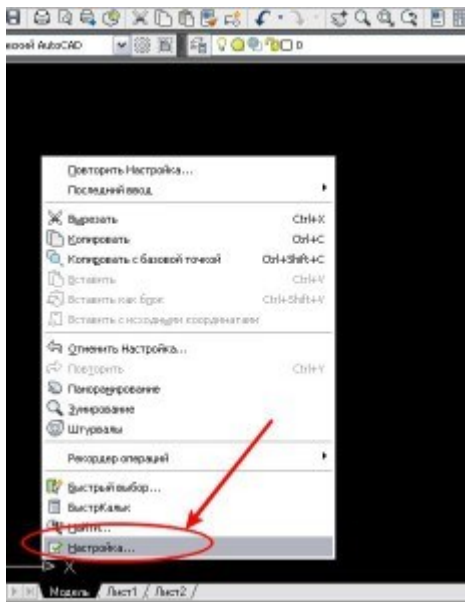 AutoCAD
0
Повторить Настройка...
Последний ввод
Вырезать Ctrl+X
Копировать Ctrl+C
Копировать с базовой точкой Ctrl+Shift+C
Вставить Ctrl+V
Вставить как блок Ctrl+Shift+V
Вставить с исходными координатами
Отменить Настройка...
Повторить Ctrl+Y
Панорамирование
Зумирование
Штурвалы
Рекордер операций
Быстрый выбор...
БыстрКальк
Найти...
Настройка...
X
Модель / Лист1 / Лист2 /